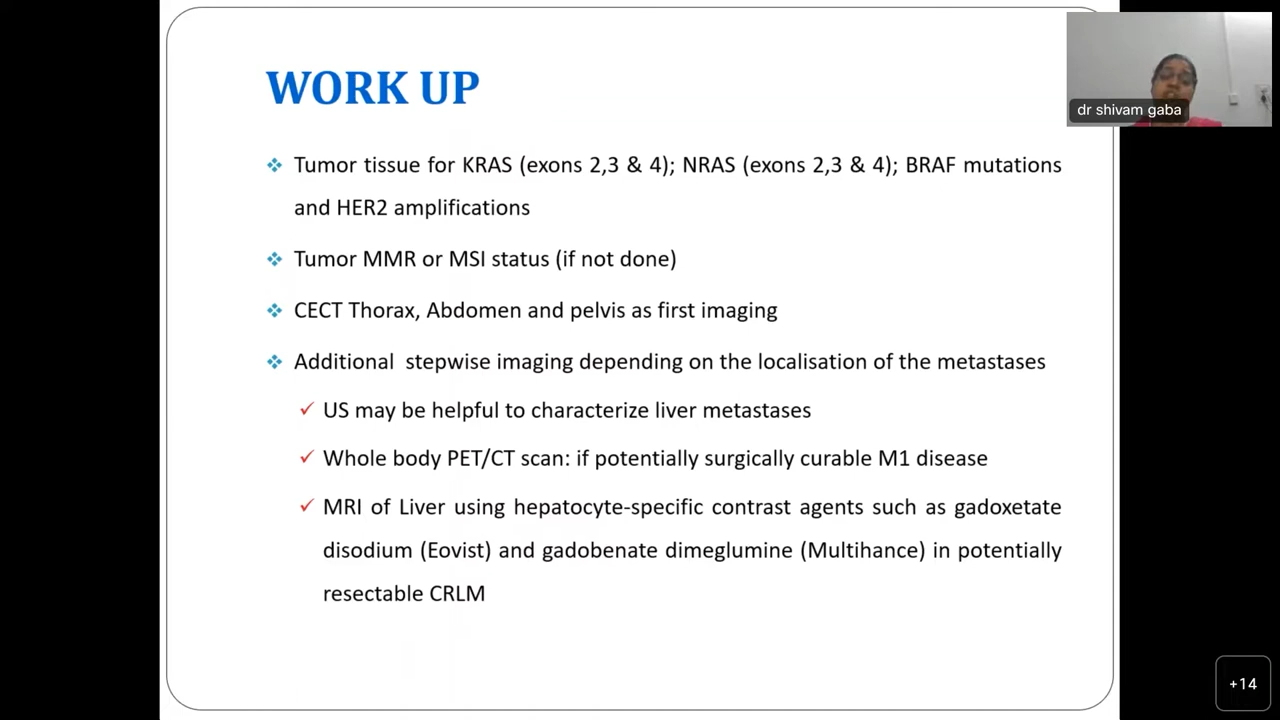 WORK UP
Tumor tissue for KRAS (exons 2,3 & 4); NRAS (exons 2,3 & 4); BRAF mutations
and HER2 amplifications
Tumor MMR or MSI status (if not done)
CECT Thorax, Abdomen and pelvis as first imaging
Additional stepwise imaging depending on the localisation of the metastases
US may be helpful to characterize liver metastases
Whole body PET/CT scan: if potentially surgically curable M1 disease
MRI of Liver using hepatocyte-specific contrast agents such as gadoxetate
disodium (Eovist) and gadobenate dimeglumine (Multihance) in potentially
resectable CRLM
dr shivam gaba
+14